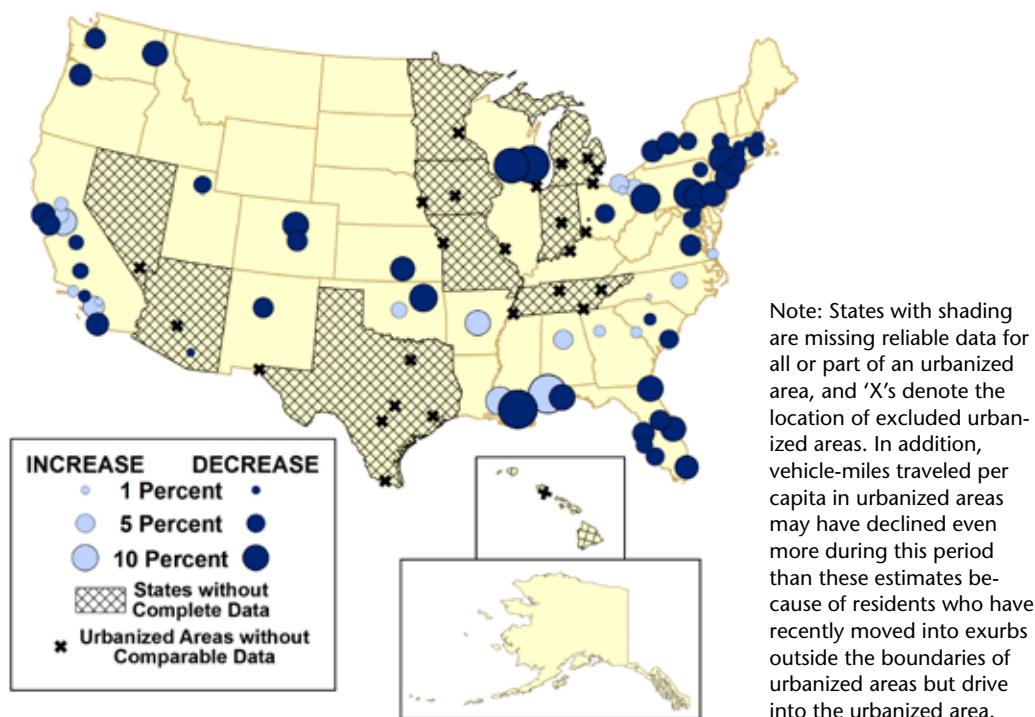 INCREASE DECREASE
1 Percent
5 Percent
10 Percent
States without
Complete Data
Urbanized Areas without
Comparable Data
Note: States with shading
are missing reliable data for
all or part of an urbanized
area, and ‘X’s denote the
location of excluded urban-
ized areas. In addition,
vehicle-miles traveled per
capita in urbanized areas
may have declined even
more during this period
than these estimates be-
cause of residents who have
recently moved into exurbs
outside the boundaries of
urbanized areas but drive
into the urbanized area.